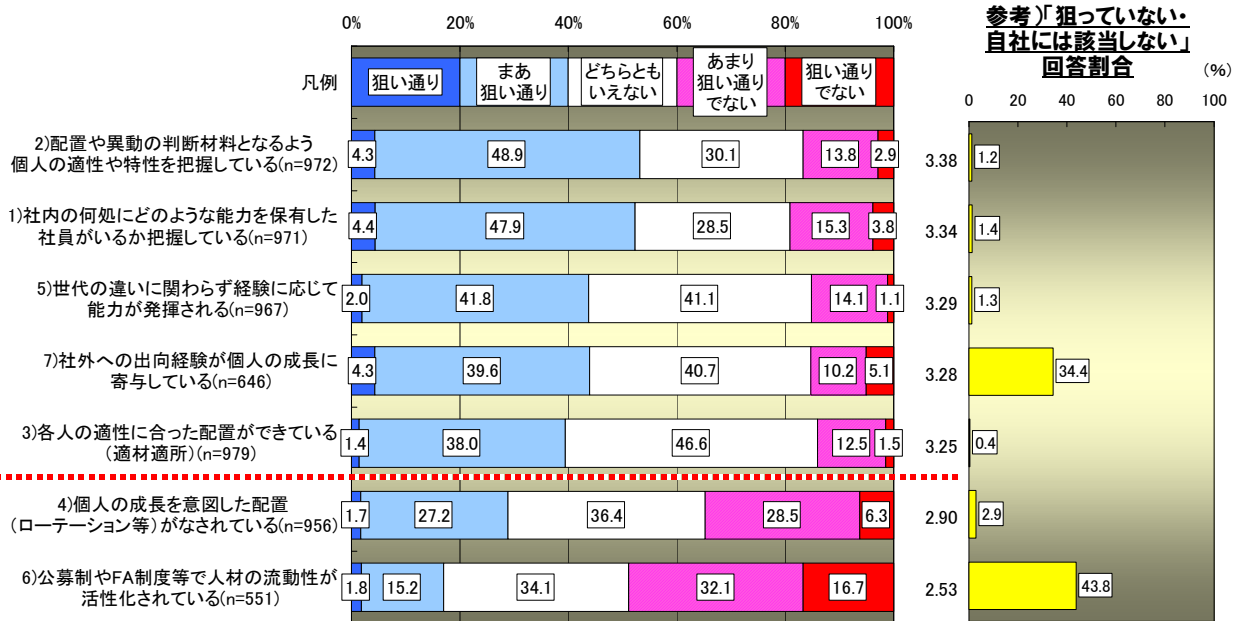 0%
20%
40%
60%
80%
100%
参考)「狙っていない・
自社には該当しない」
回答割合
(%)
0
20
40
60
80
100
凡例
狙い通り
まあ
狙い通り
どちらとも
いえない
あまり
狙い通り
でない
狙い通り
でない
2)配置や異動の判断材料となるよう
個人の適性や特性を把握している(n=972)
4.3
48.9
30.1
13.8
2.9
3.38
1.2
1)社内の何処にどのような能力を保有した
社員がいるか把握している(n=971)
4.4
47.9
28.5
15.3
3.8
3.34
1.4
5)世代の違いに関わらず経験に応じて
能力が発揮される(n=967)
2.0
41.8
41.1
14.1
1.1
3.29
1.3
7)社外への出向経験が個人の成長に
寄与している(n=646)
4.3
39.6
40.7
10.2
5.1
3.28
34.4
3)各人の適性に合った配置ができている
(適材適所)(n=979)
1.4
38.0
46.6
12.5
1.5
3.25
0.4
4)個人の成長を意図した配置
(ローテーション等)がなされている(n=956)
1.7
27.2
36.4
28.5
6.3
2.90
2.9
6)公募制やFA制度等で人材の流動性が
活性化されている(n=551)
1.8
15.2
34.1
32.1
16.7
2.53
43.8